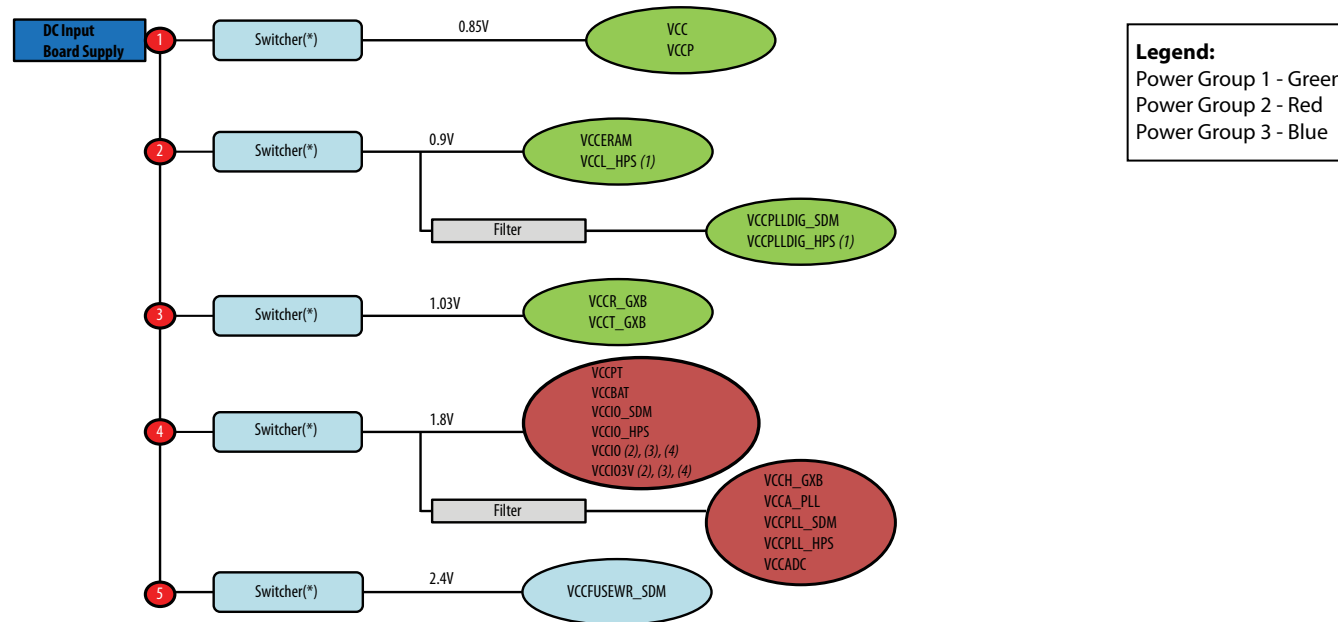 DC Input
Board Supply
1
Switcher(*)
0.85V
VCC
VCCP
Legend:
Power Group 1 - Green
Power Group 2 - Red
Power Group 3 - Blue
2
Switcher(*)
0.9V
VCCERAM
VCCL_HPS (1)
Filter
VCCPLLDIG_SDM
VCCPLLDIG_HPS (1)
3
Switcher(*)
1.03V
VCCR_GXB
VCCT_GXB
4
Switcher(*)
1.8V
VCCPT
VCCBAT
VCCIO_SDM
VCCIO_HPS
VCCIO (2), (3), (4)
VCCIO3V (2), (3), (4)
Filter
VCCH_GXB
VCCA_PLL
VCCPLL_SDM
VCCPLL_HPS
VCCADC
5
Switcher(*)
2.4V
VCCFUSEWR_SDM